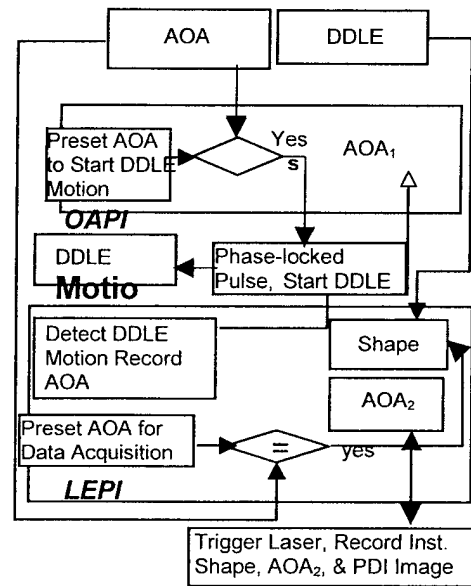 AOA
DDLE
Preset AOA
to Start DDLE
Motion
Yes
s
AOA₁
OAPI
DDLE
Motio
Phase-locked
Pulse, Start DDLE
Detect DDLE
Motion Record
AOA
Shape
AOA₂
Preset AOA for
Data Acquisition
=
yes
LEPI
Trigger Laser, Record Inst.
Shape, AOA₂, & PDI Image